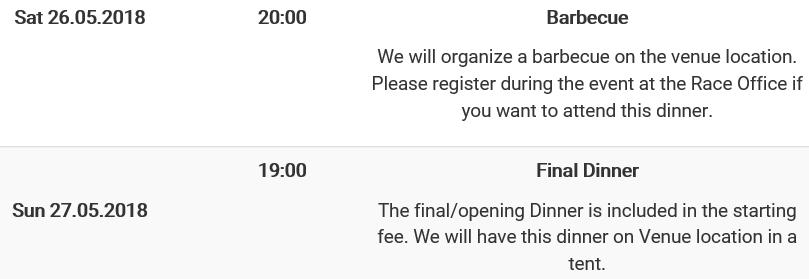 Sat 26.05.2018 20:00 Barbecue
We will organize a barbecue on the venue location.
Please register during the event at the Race Office if
you want to attend this dinner.
19:00 Final Dinner
Sun 27.05.2018 The final/opening Dinner is included in the starting
fee. We will have this dinner on Venue location in a
tent.